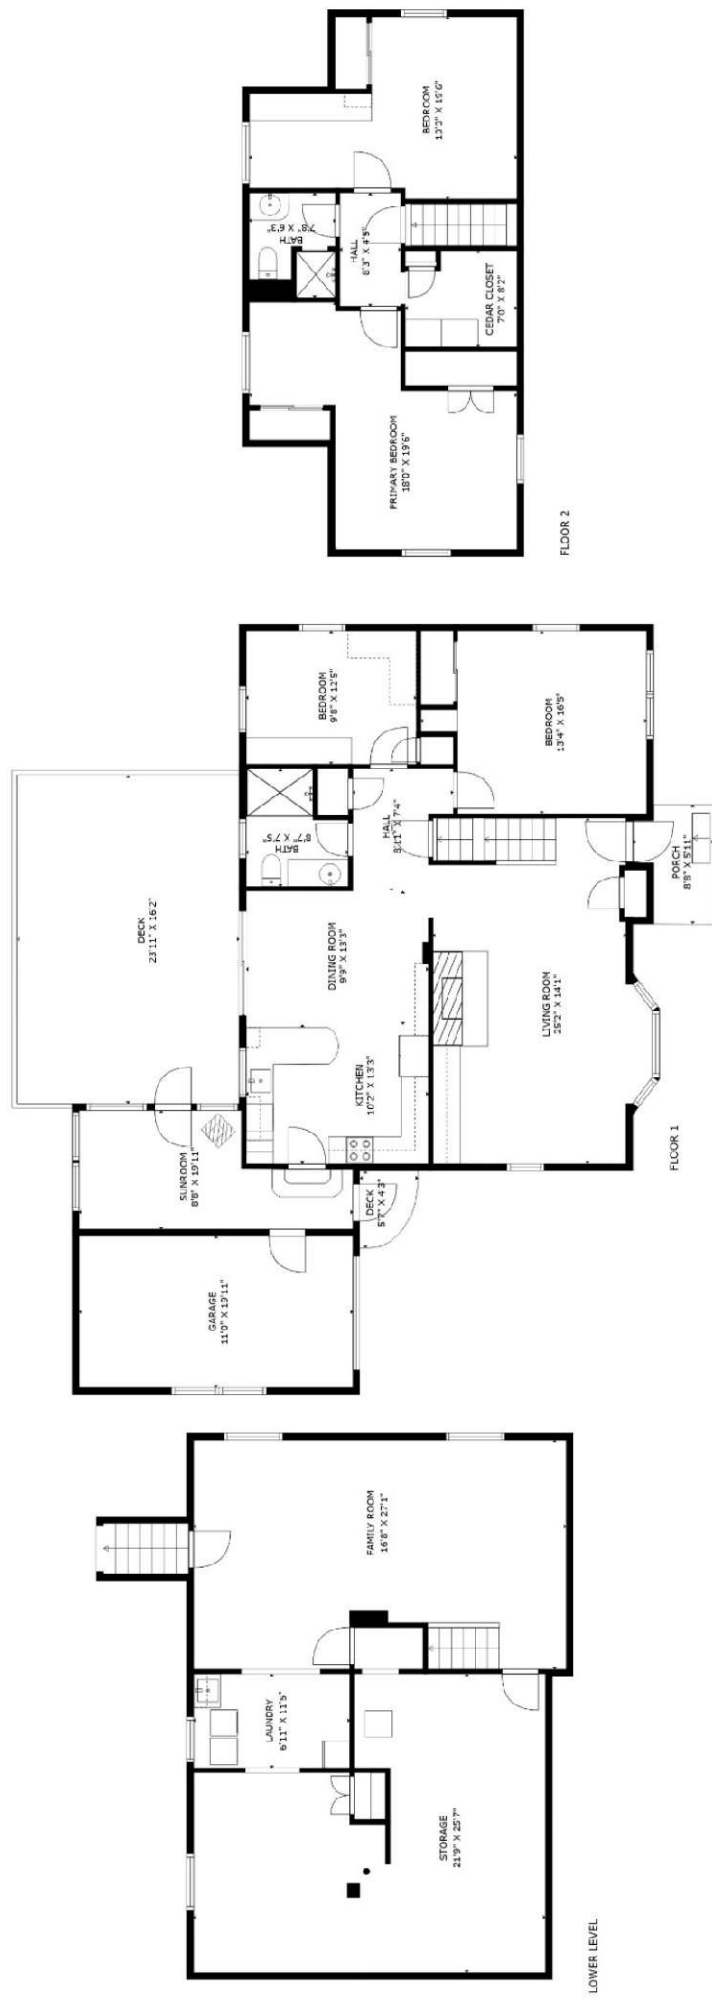 BEDROOM
13'3" X 19'6"
BATH
7'8" X 6'3"
HALL
8'3" X 4'5"
CEDAR CLOSET
7'0" X 8'2"
PRIMARY BEDROOM
18'0" X 19'6"
FLOOR 2
BEDROOM
9'8" X 12'5"
BEDROOM
13'4" X 16'5"
HALL
8'11" X 7'4"
BATH
8'7" X 7'5"
PORCH
8'8" X 5'11"
DECK
23'11" X 16'2"
DINING ROOM
9'9" X 13'3"
LIVING ROOM
25'2" X 14'1"
KITCHEN
10'2" X 13'3"
SUNROOM
8'8" X 19'11"
DECK
5'7" X 4'3"
GARAGE
11'0" X 19'11"
FLOOR 1
FAMILY ROOM
16'8" X 27'1"
LAUNDRY
6'11" X 11'5"
STORAGE
21'9" X 25'7"
LOWER LEVEL